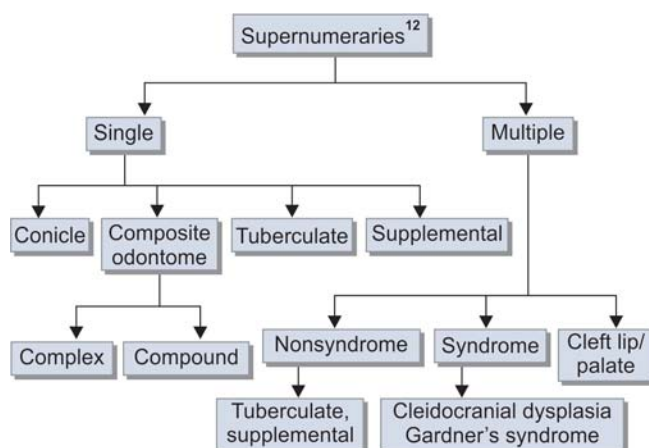 Supernumeraries12
Single
Multiple
Conicle
Composite
odontome
Tuberculate
Supplemental
Complex
Compound
Nonsyndrome
Syndrome
Cleft lip/
palate
Tuberculate,
supplemental
Cleidocranial dysplasia
Gardner's syndrome